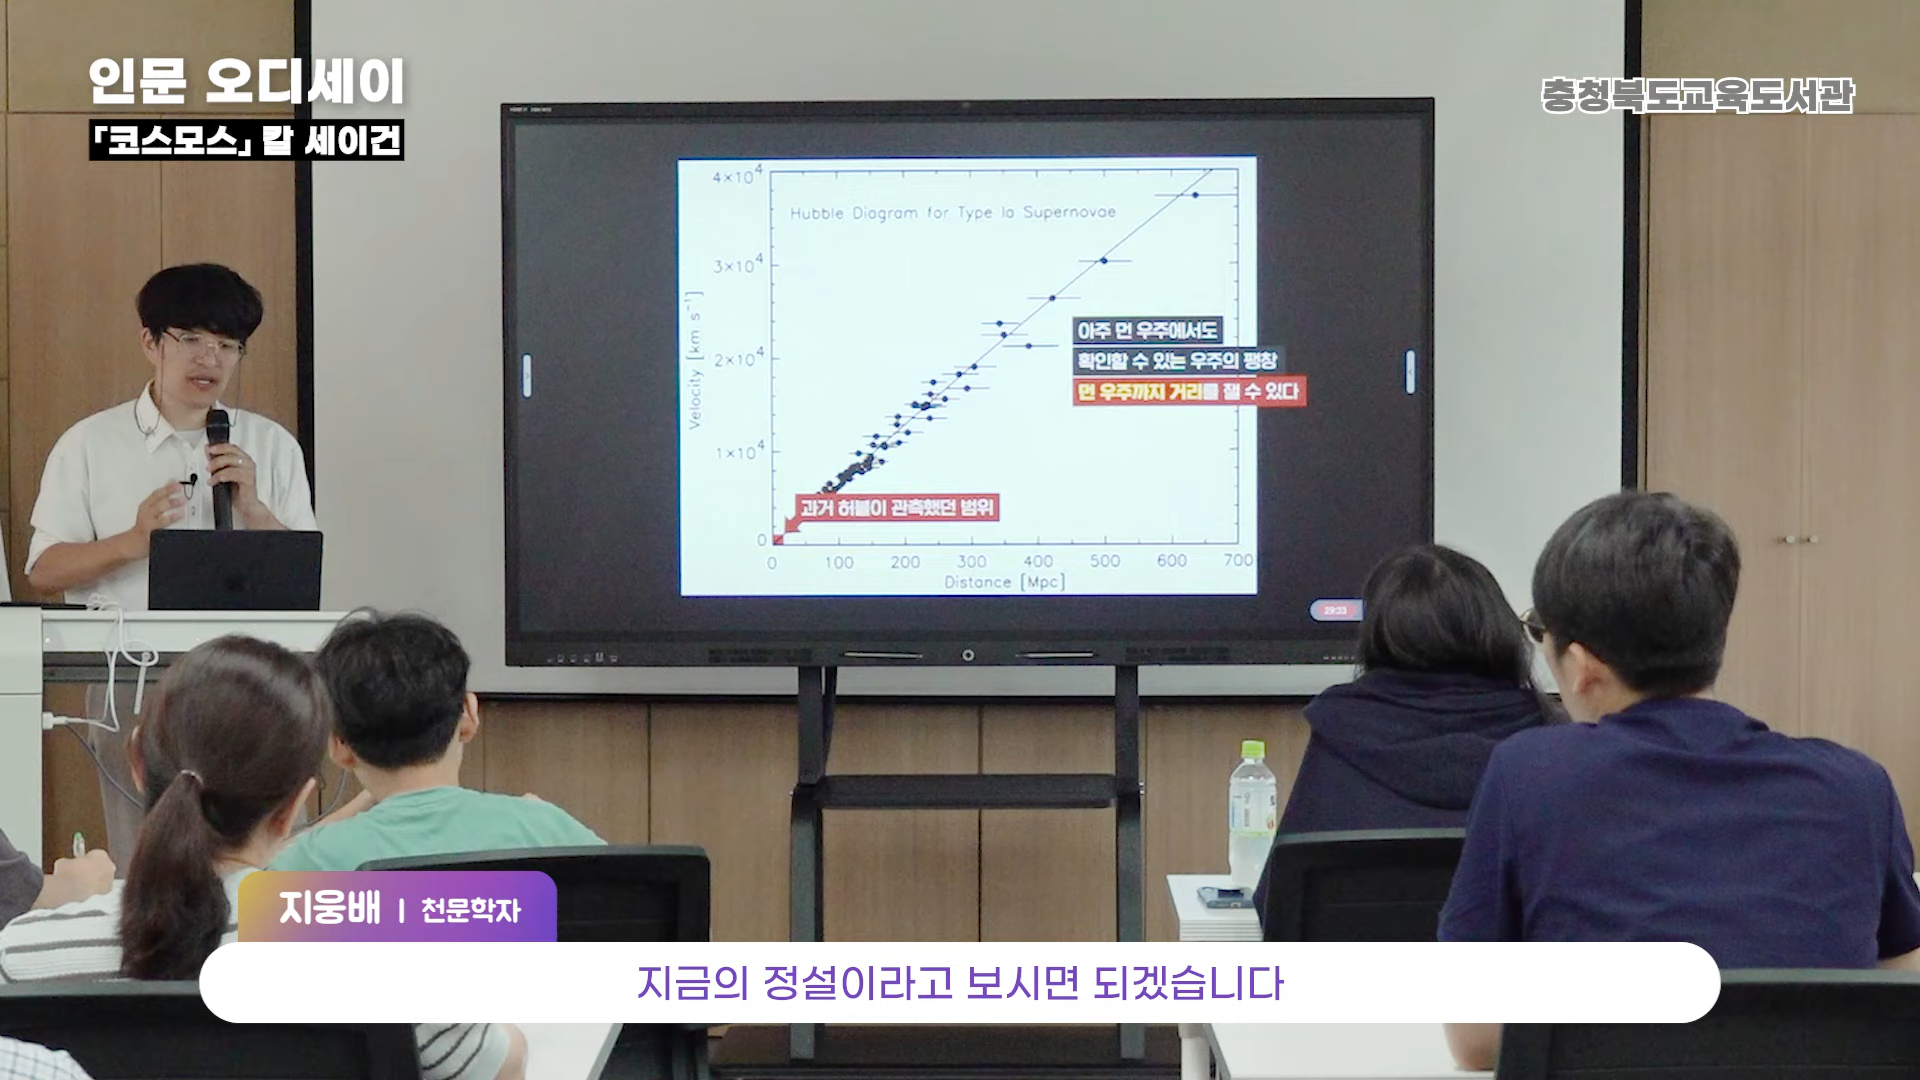 인문 오디세이
「코스모스」 칼 세이건
충청북도교육도서관
4×10⁴
3×10⁴
2×10⁴
1×10⁴
0
Velocity [km s⁻¹]
Hubble Diagram for Type Ia Supernovae
아주 먼 우주에서도
확인할 수 있는 우주의 팽창
먼 우주까지 거리를 잴 수 있다
과거 허블이 관측했던 범위
0 100 200 300 400 500 600 700
Distance [Mpc]
29:23
지웅배 | 천문학자
지금의 정설이라고 보시면 되겠습니다